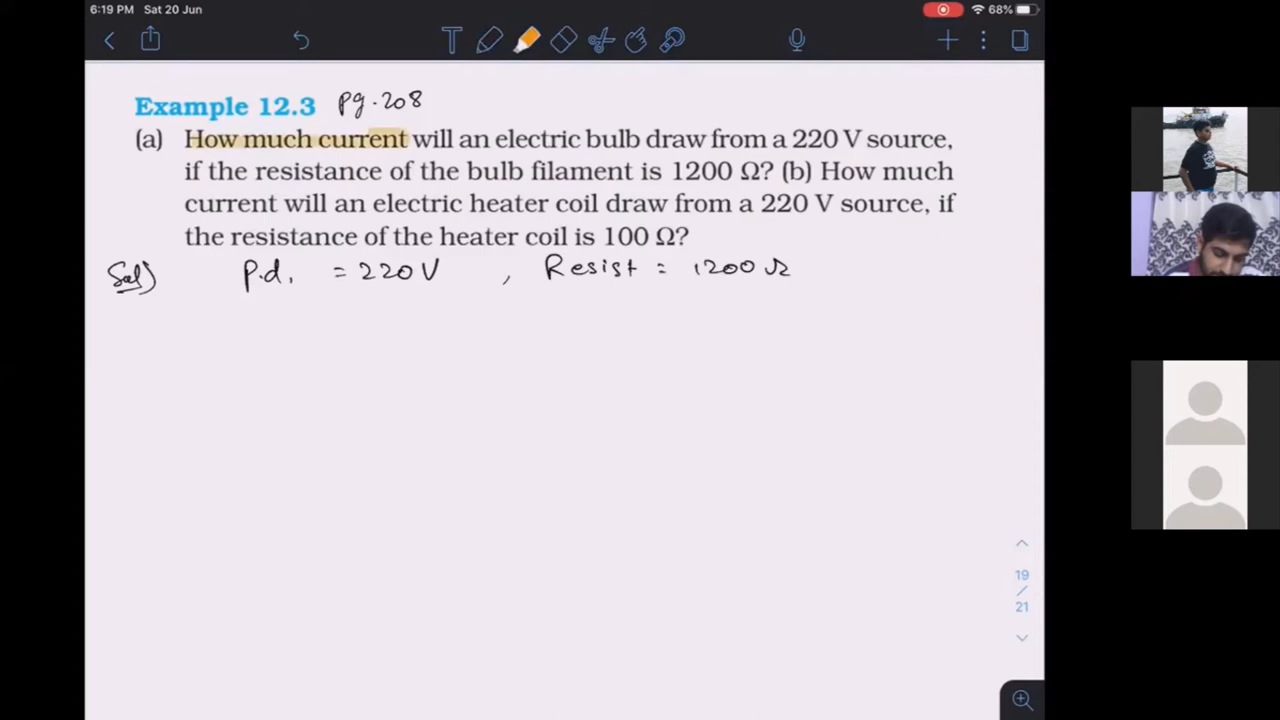 6:19 PM Sat 20 Jun 68%
Example 12.3 pg.208
(a) How much current will an electric bulb draw from a 220 V source,
if the resistance of the bulb filament is 1200 Ω? (b) How much
current will an electric heater coil draw from a 220 V source, if
the resistance of the heater coil is 100 Ω?
Sol) P.d. = 220 V , Resist = 1200 Ω
19
/
21